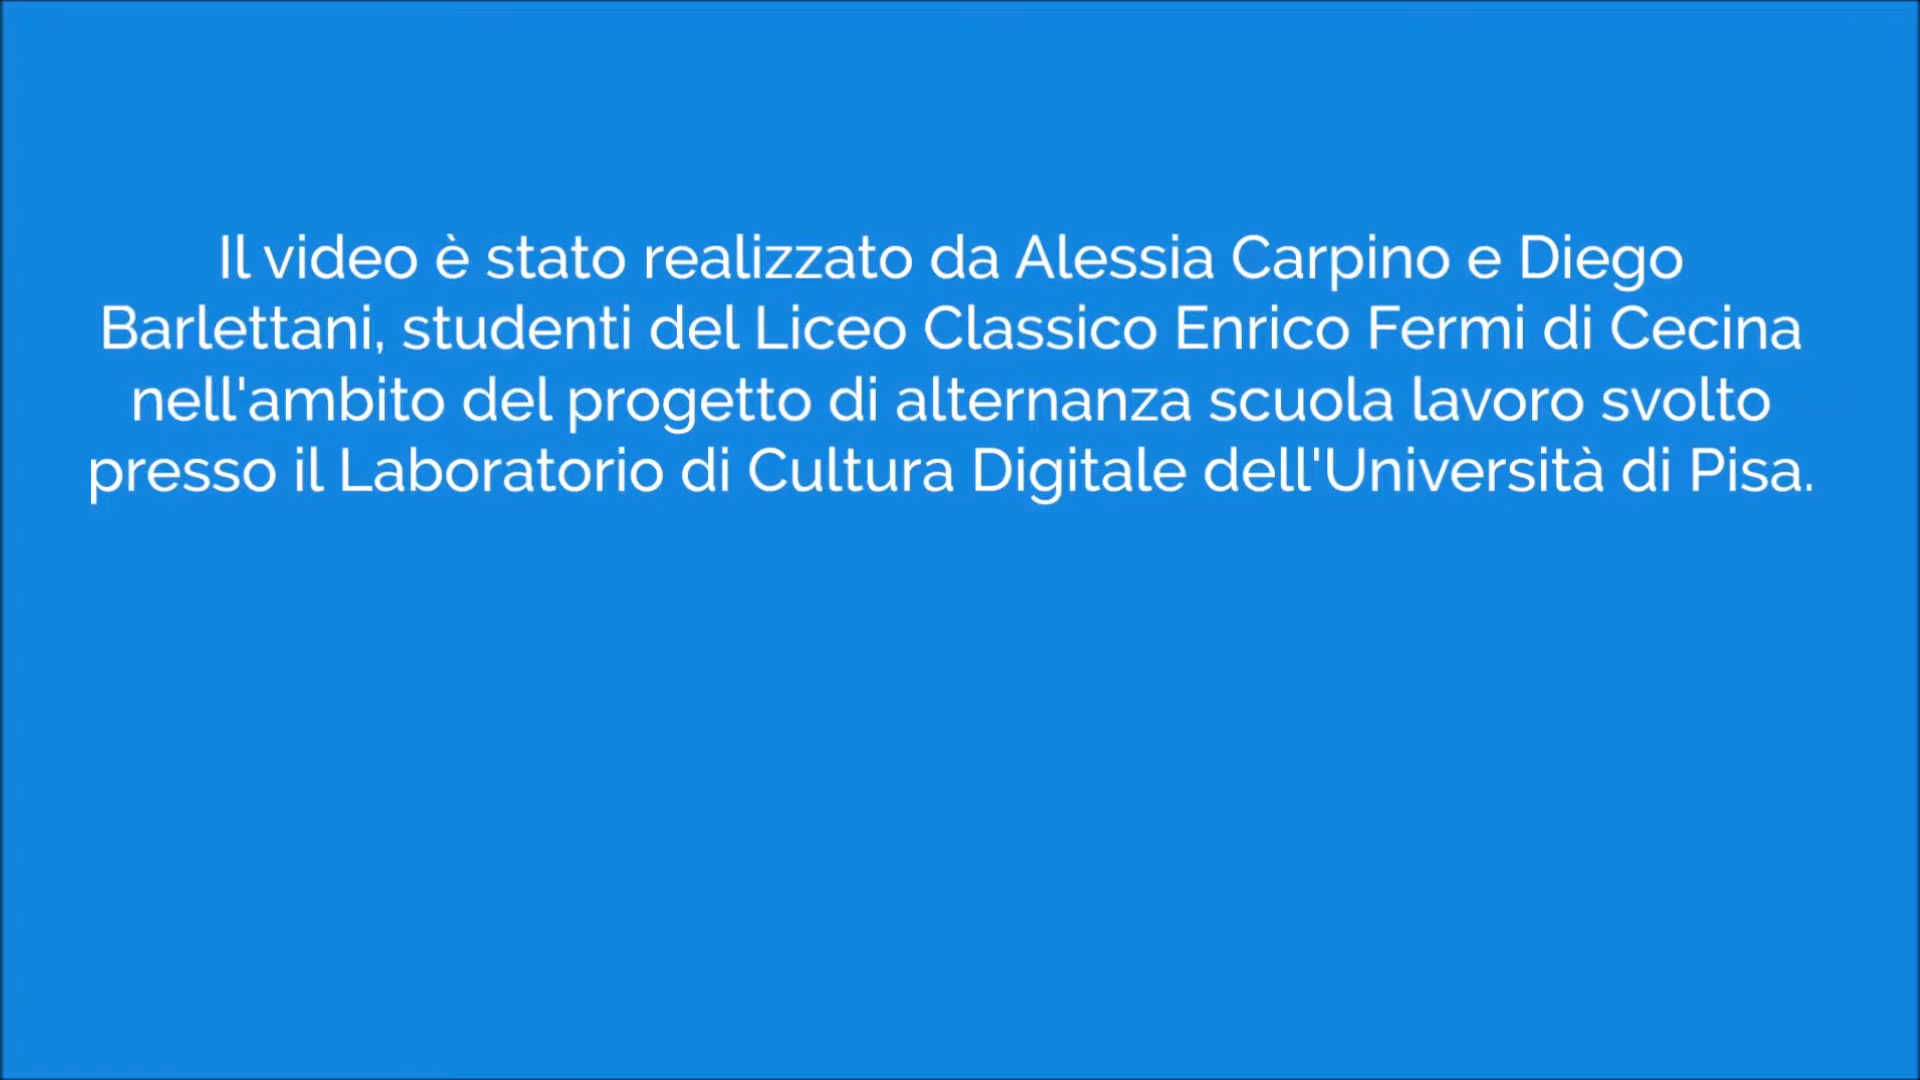 Il video è stato realizzato da Alessia Carpino e Diego
Barlettani, studenti del Liceo Classico Enrico Fermi di Cecina
nell'ambito del progetto di alternanza scuola lavoro svolto
presso il Laboratorio di Cultura Digitale dell'Università di Pisa.